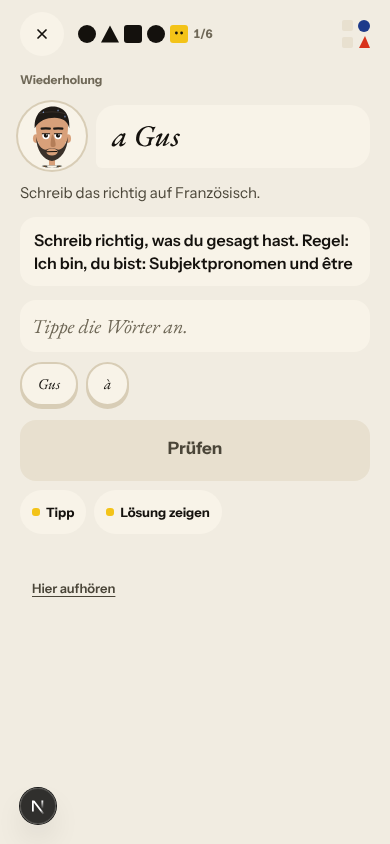 1/6
Wiederholung
a Gus
Schreib das richtig auf Französisch.
Schreib richtig, was du gesagt hast. Regel:
Ich bin, du bist: Subjektpronomen und être
Tippe die Wörter an.
Gus à
Prüfen
Tipp Lösung zeigen
Hier aufhören
N